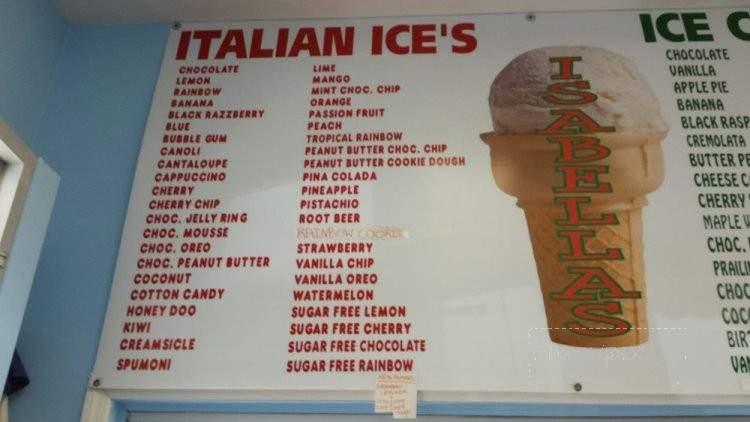 ITALIAN ICE'S
CHOCOLATE
LEMON
RAINBOW
BANANA
BLACK RAZZBERRY
BLUE
BUBBLE GUM
CANOLI
CANTALOUPE
CAPPUCCINO
CHERRY
CHERRY CHIP
CHOC. JELLY RING
CHOC. MOUSSE
CHOC. OREO
CHOC. PEANUT BUTTER
COCONUT
COTTON CANDY
HONEY DOO
KIWI
CREAMSICLE
SPUMONI
LIME
MANGO
MINT CHOC. CHIP
ORANGE
PASSION FRUIT
PEACH
TROPICAL RAINBOW
PEANUT BUTTER CHOC. CHIP
PEANUT BUTTER COOKIE DOUGH
PINA COLADA
PINEAPPLE
PISTACHIO
ROOT BEER
RAINBOW COOKIE
STRAWBERRY
VANILLA CHIP
VANILLA OREO
WATERMELON
SUGAR FREE LEMON
SUGAR FREE CHERRY
SUGAR FREE CHOCOLATE
SUGAR FREE RAINBOW
ISABELLAS
ICE C
CHOCOLATE
VANILLA
APPLE PIE
BANANA
BLACK RASP
CREMOLATA
BUTTER PE
CHEESE C
CHERRY
MAPLE W
CHOC.
PRAILIN
CHOC
COCO
BIRT
VAN